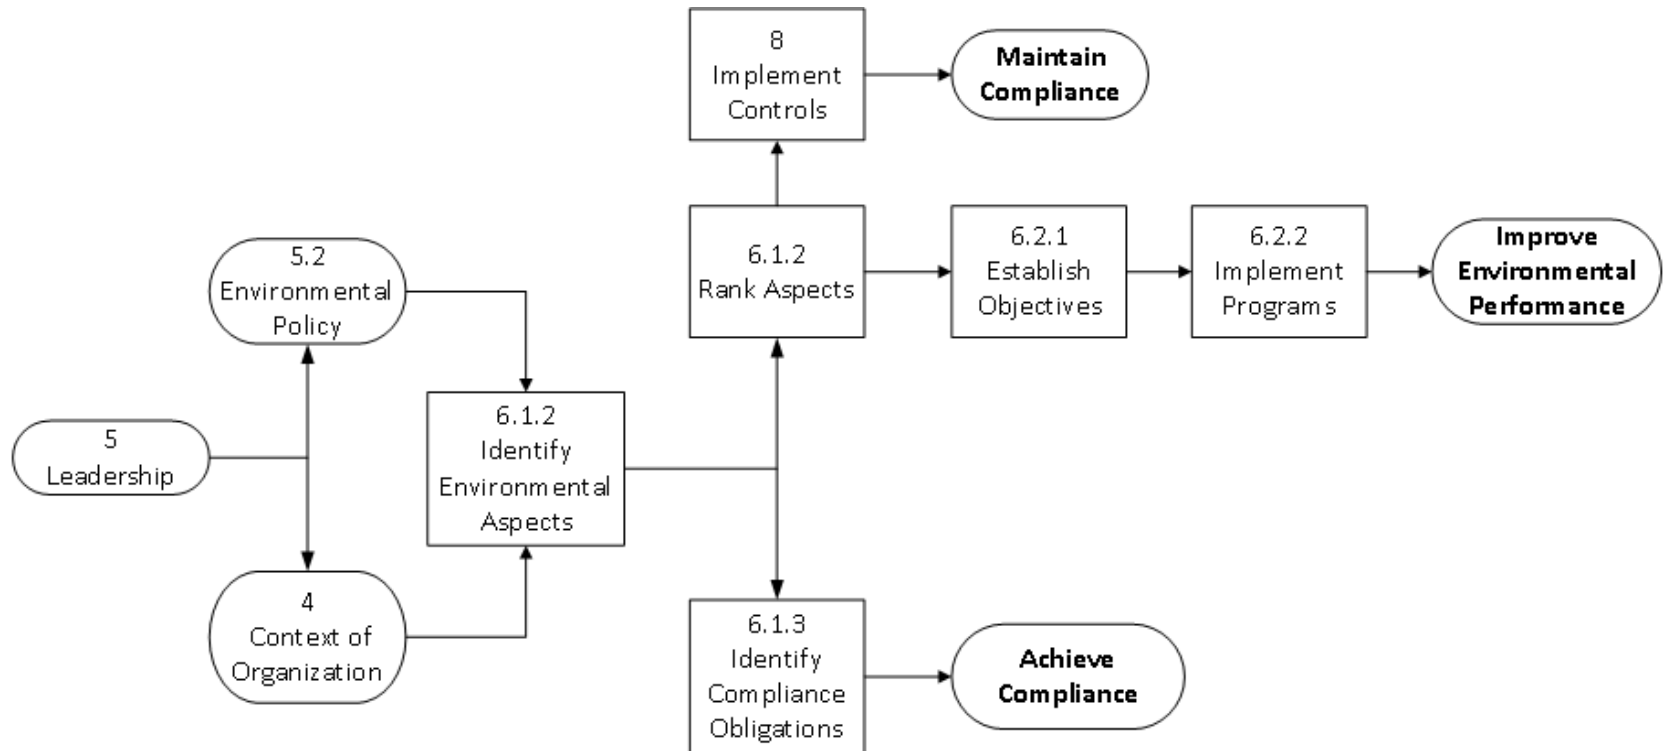 8
Implement
Controls
Maintain
Compliance
5.2
Environmental
Policy
6.1.2
Rank Aspects
6.2.1
Establish
Objectives
6.2.2
Implement
Programs
Improve
Environmental
Performance
5
Leadership
6.1.2
Identify
Environmental
Aspects
4
Context of
Organization
6.1.3
Identify
Compliance
Obligations
Achieve
Compliance